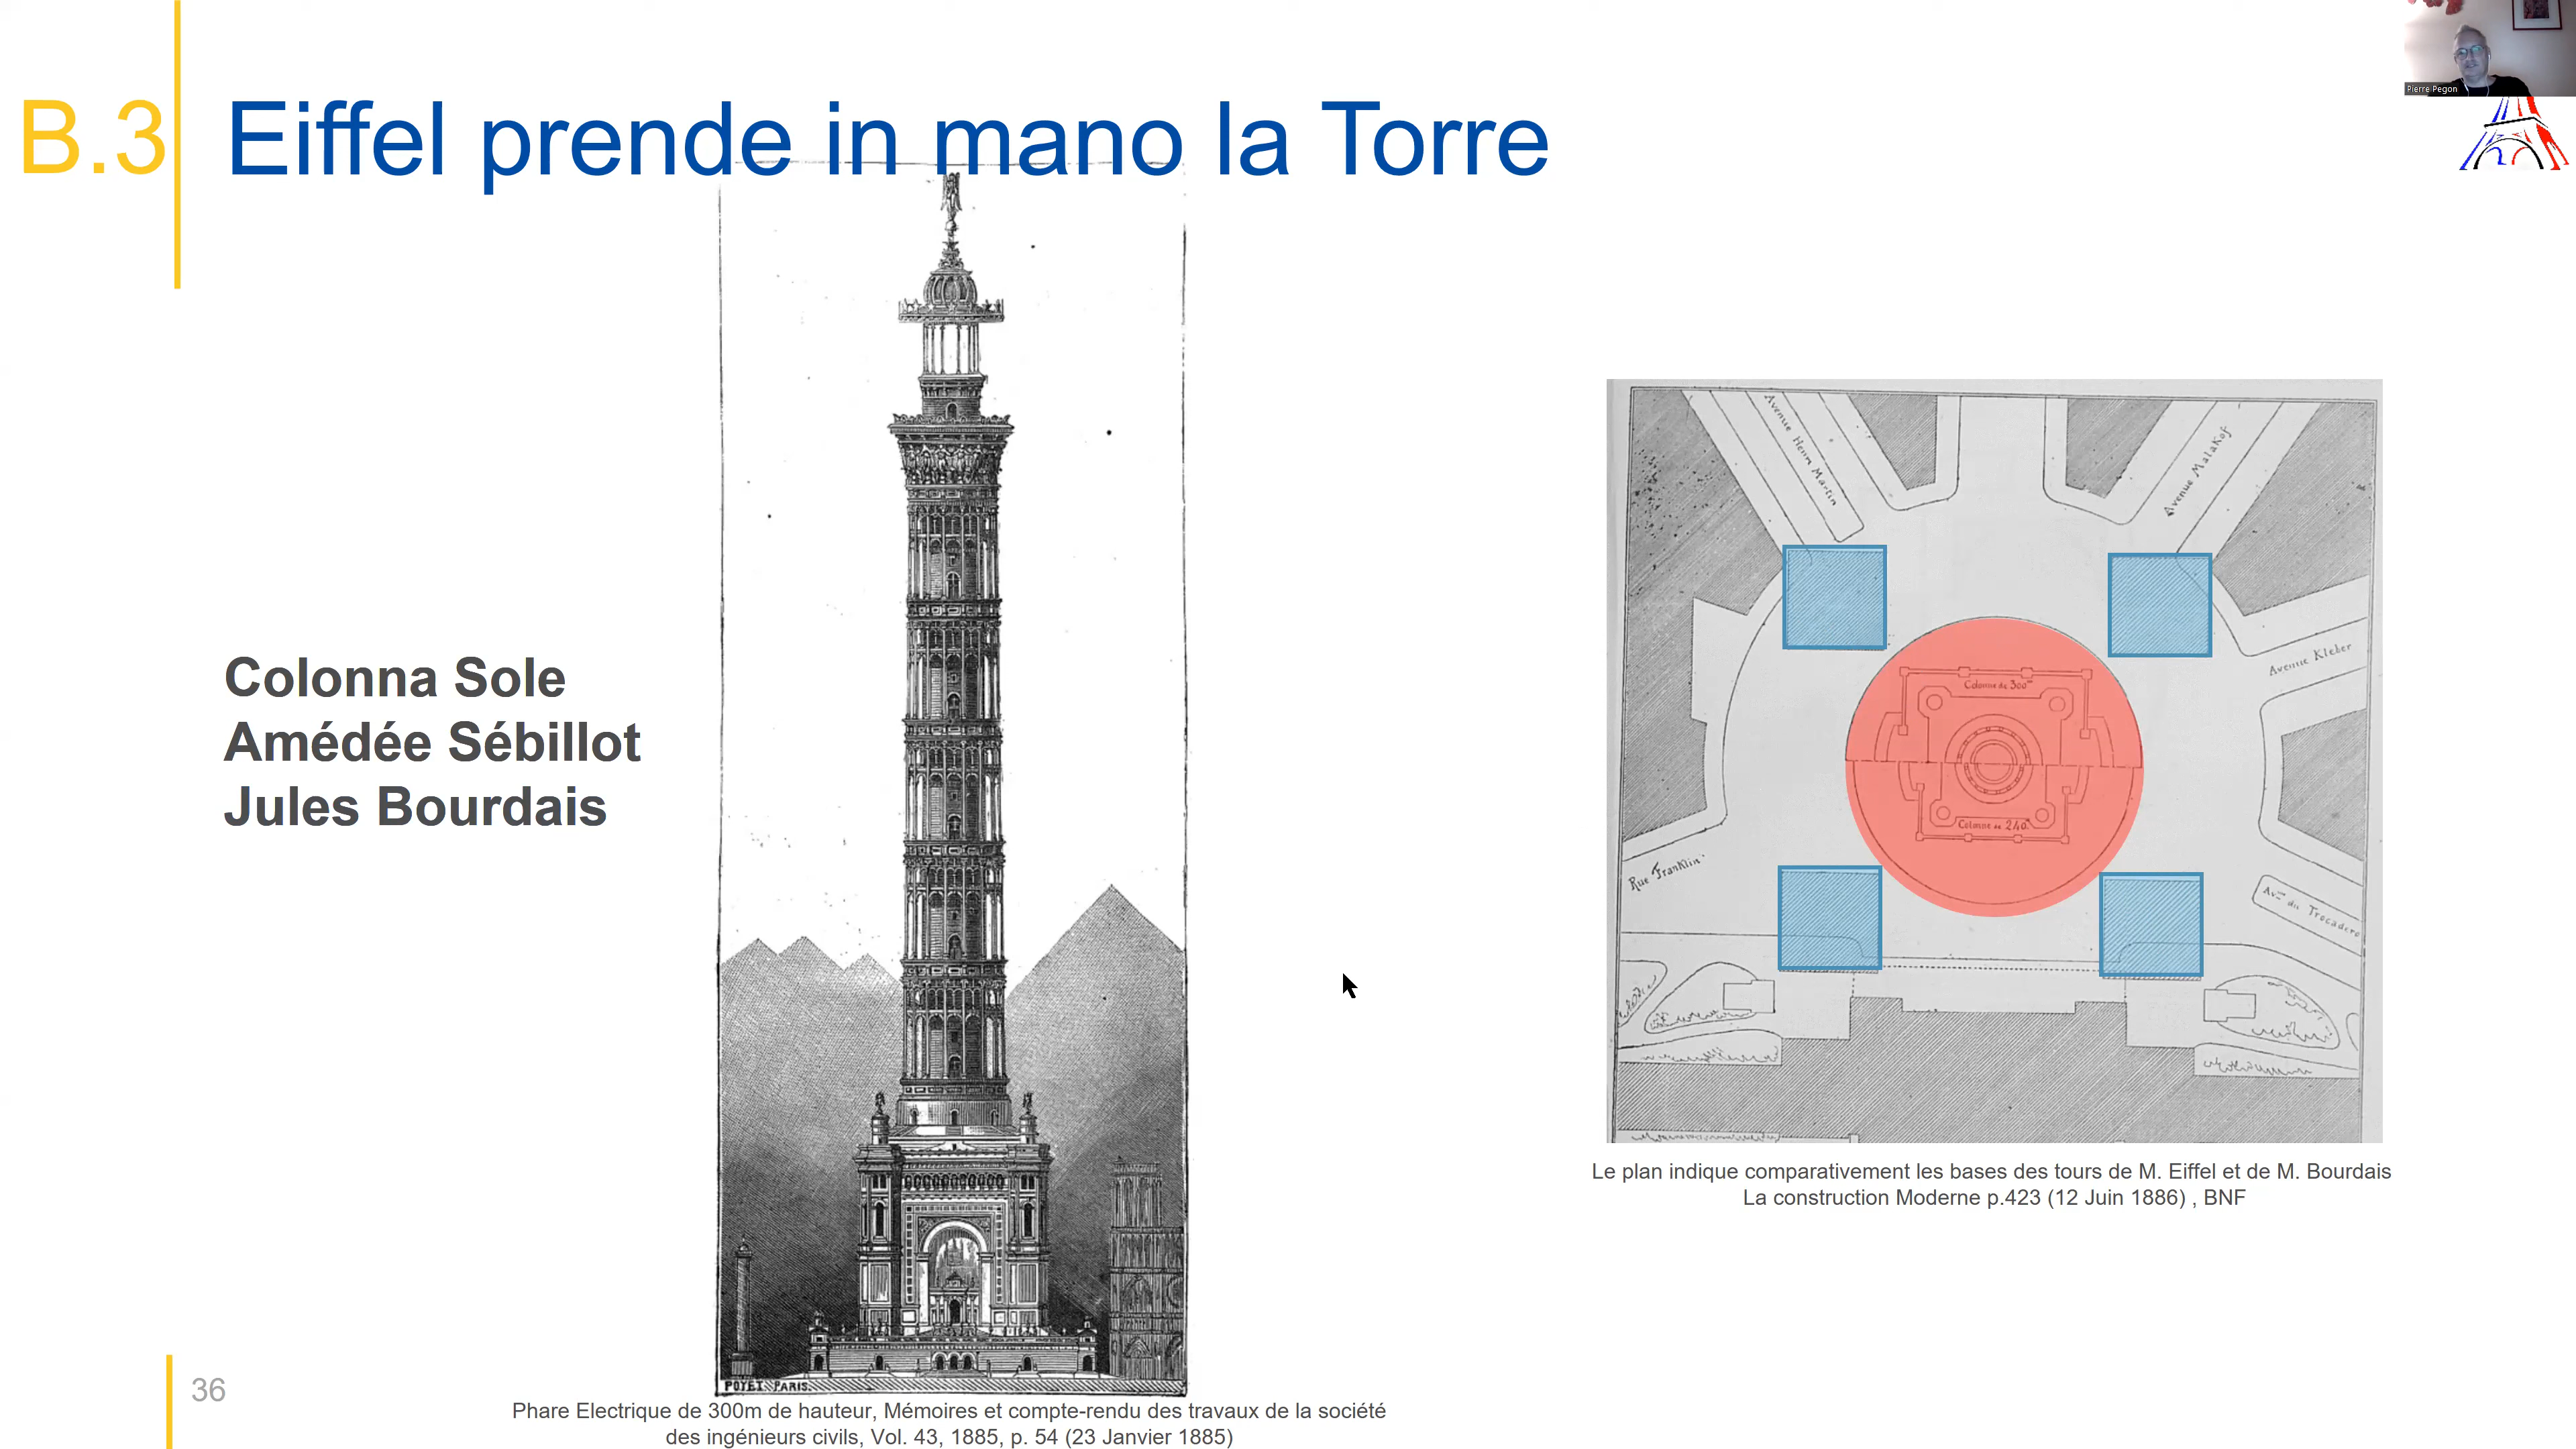 B.3 Eiffel prende in mano la Torre
Pierre Pegon
Colonna Sole
Amédée Sébillot
Jules Bourdais
POYET. PARIS.
Phare Electrique de 300m de hauteur, Mémoires et compte-rendu des travaux de la société
des ingénieurs civils, Vol. 43, 1885, p. 54 (23 Janvier 1885)
Avenue Henri Martin
Avenue Malakof
Avenue Kleber
Colonne de 300m
Colonne de 240m
Rue Franklin
Avue du Trocadero
Le plan indique comparativement les bases des tours de M. Eiffel et de M. Bourdais
La construction Moderne p.423 (12 Juin 1886) , BNF
36